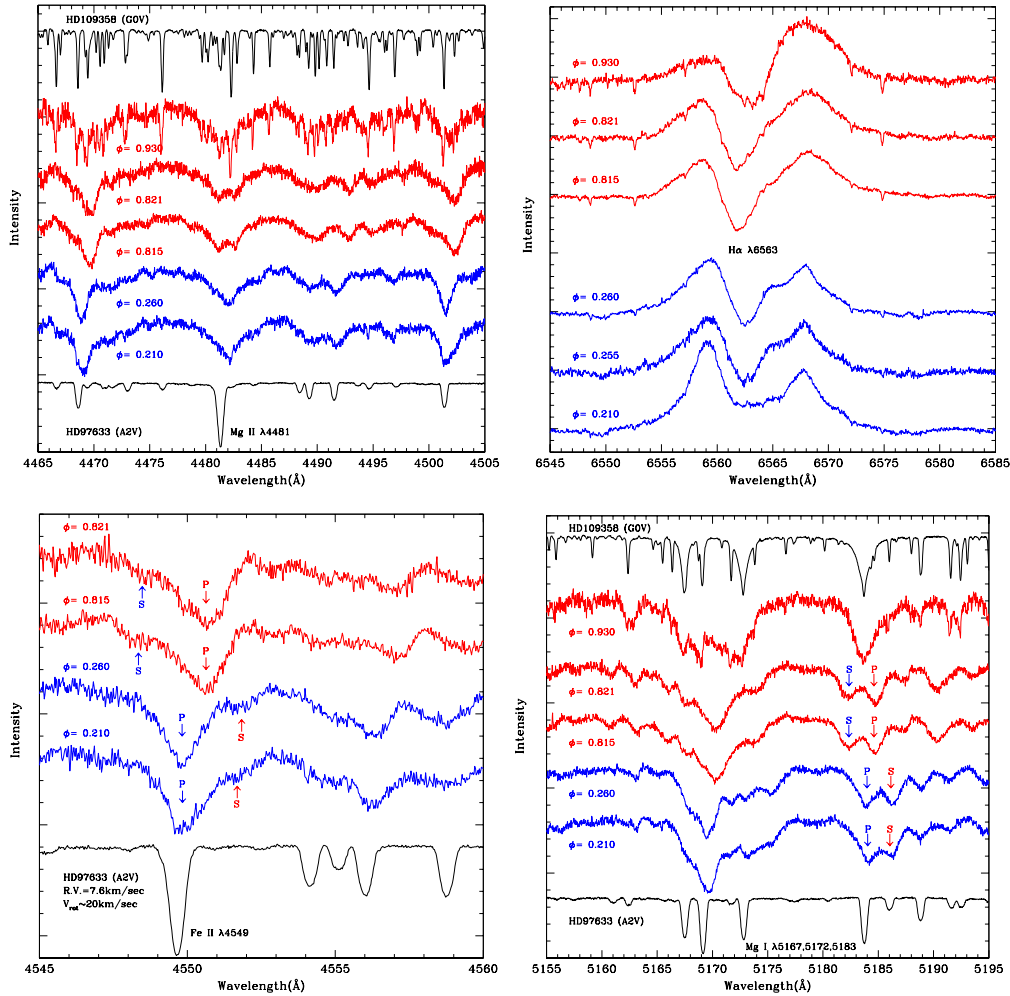 HD109358 (G0V)
ϕ= 0.930
ϕ= 0.821
ϕ= 0.815
ϕ= 0.260
ϕ= 0.210
HD97633 (A2V)
Mg II λ4481
4465 4470 4475 4480 4485 4490 4495 4500 4505
Wavelength(Å)
Intensity
ϕ= 0.930
ϕ= 0.821
ϕ= 0.815
Hα λ6563
ϕ= 0.260
ϕ= 0.255
ϕ= 0.210
6545 6550 6555 6560 6565 6570 6575 6580 6585
Wavelength(Å)
Intensity
ϕ= 0.821
P
S
ϕ= 0.815
P
S
ϕ= 0.260
P
S
ϕ= 0.210
P
S
HD97633 (A2V)
R.V.=7.6km/sec
Vrot~20km/sec
Fe II λ4549
4545 4550 4555 4560
Wavelength(Å)
Intensity
HD109358 (G0V)
ϕ= 0.930
S P
ϕ= 0.821
S P
ϕ= 0.815
P S
ϕ= 0.260
P S
ϕ= 0.210
HD97633 (A2V)
Mg I λ5167,5172,5183
5155 5160 5165 5170 5175 5180 5185 5190 5195
Wavelength(Å)
Intensity